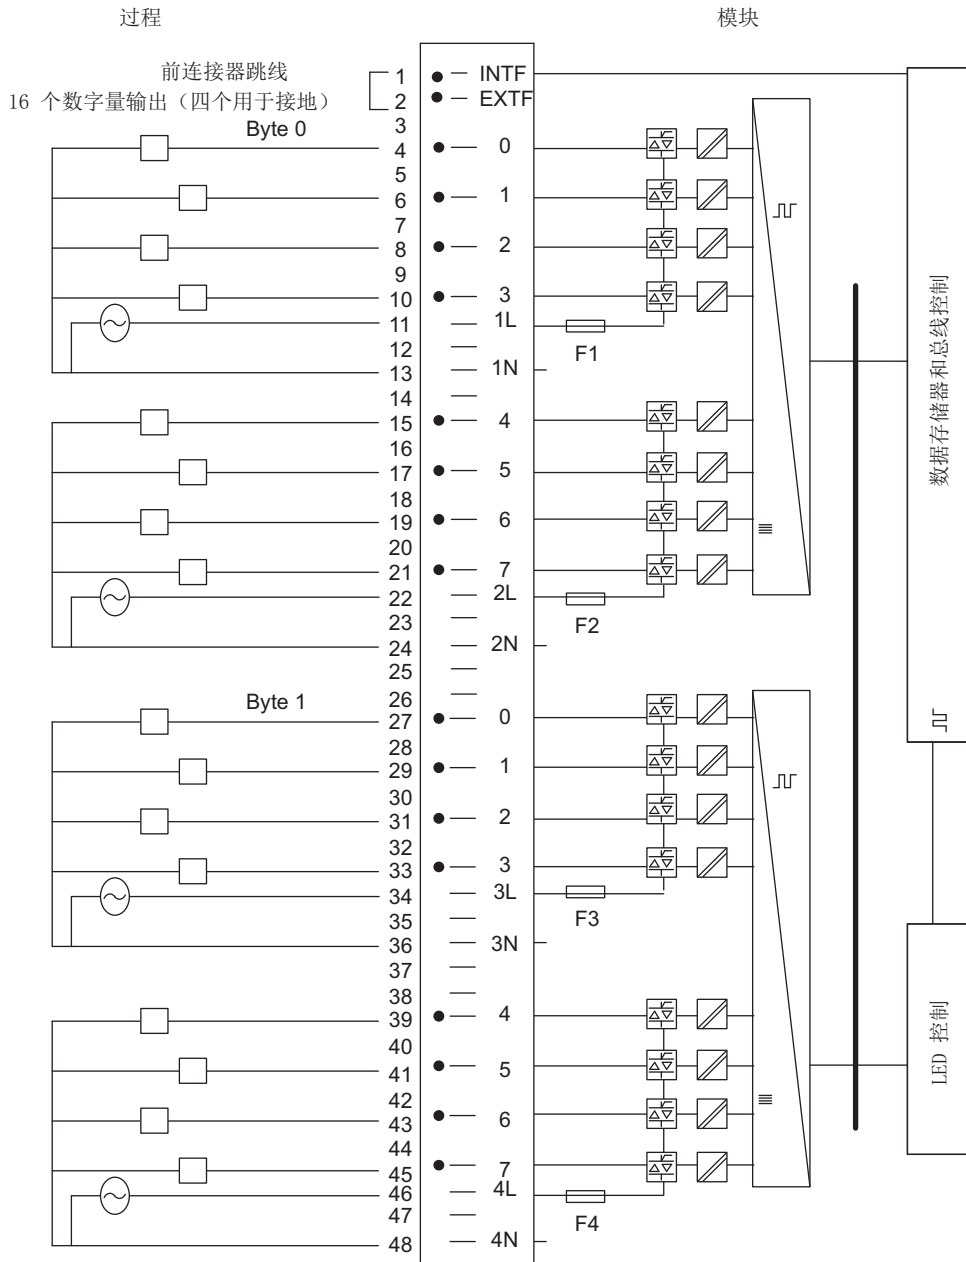 过程
模块
前连接器跳线
16 个数字量输出（四个用于接地）
1 INTF
2 EXTF
Byte 0
3
4 0
5
6 1
7
8 2
9
10 3
11 1L
F1
12
13 1N
14
15 4
16
17 5
18
19 6
20
21 7
22 2L
F2
23
24 2N
25
26
Byte 1
27 0
28
29 1
30
31 2
32
33 3
34 3L
F3
35
36 3N
37
38
39 4
40
41 5
42
43 6
44
45 7
46 4L
F4
47
48 4N
数据存储器和总线控制
LED 控制